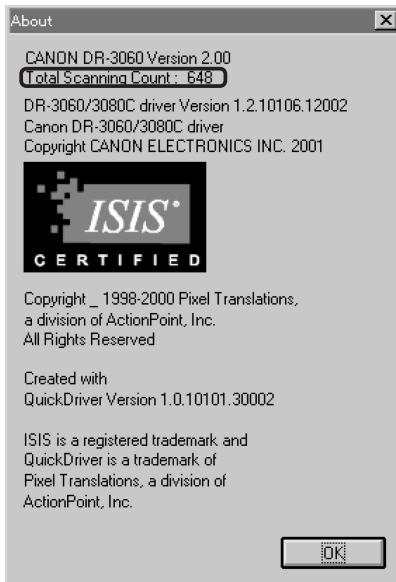 About
CANON DR-3060 Version 2.00
Total Scanning Count : 648
DR-3060/3080C driver Version 1.2.10106.12002
Canon DR-3060/3080C driver
Copyright CANON ELECTRONICS INC. 2001
ISIS®
CERTIFIED
Copyright _ 1998-2000 Pixel Translations,
a division of ActionPoint, Inc.
All Rights Reserved
Created with
QuickDriver Version 1.0.10101.30002
ISIS is a registered trademark and
QuickDriver is a trademark of
Pixel Translations, a division of
ActionPoint, Inc.
OK